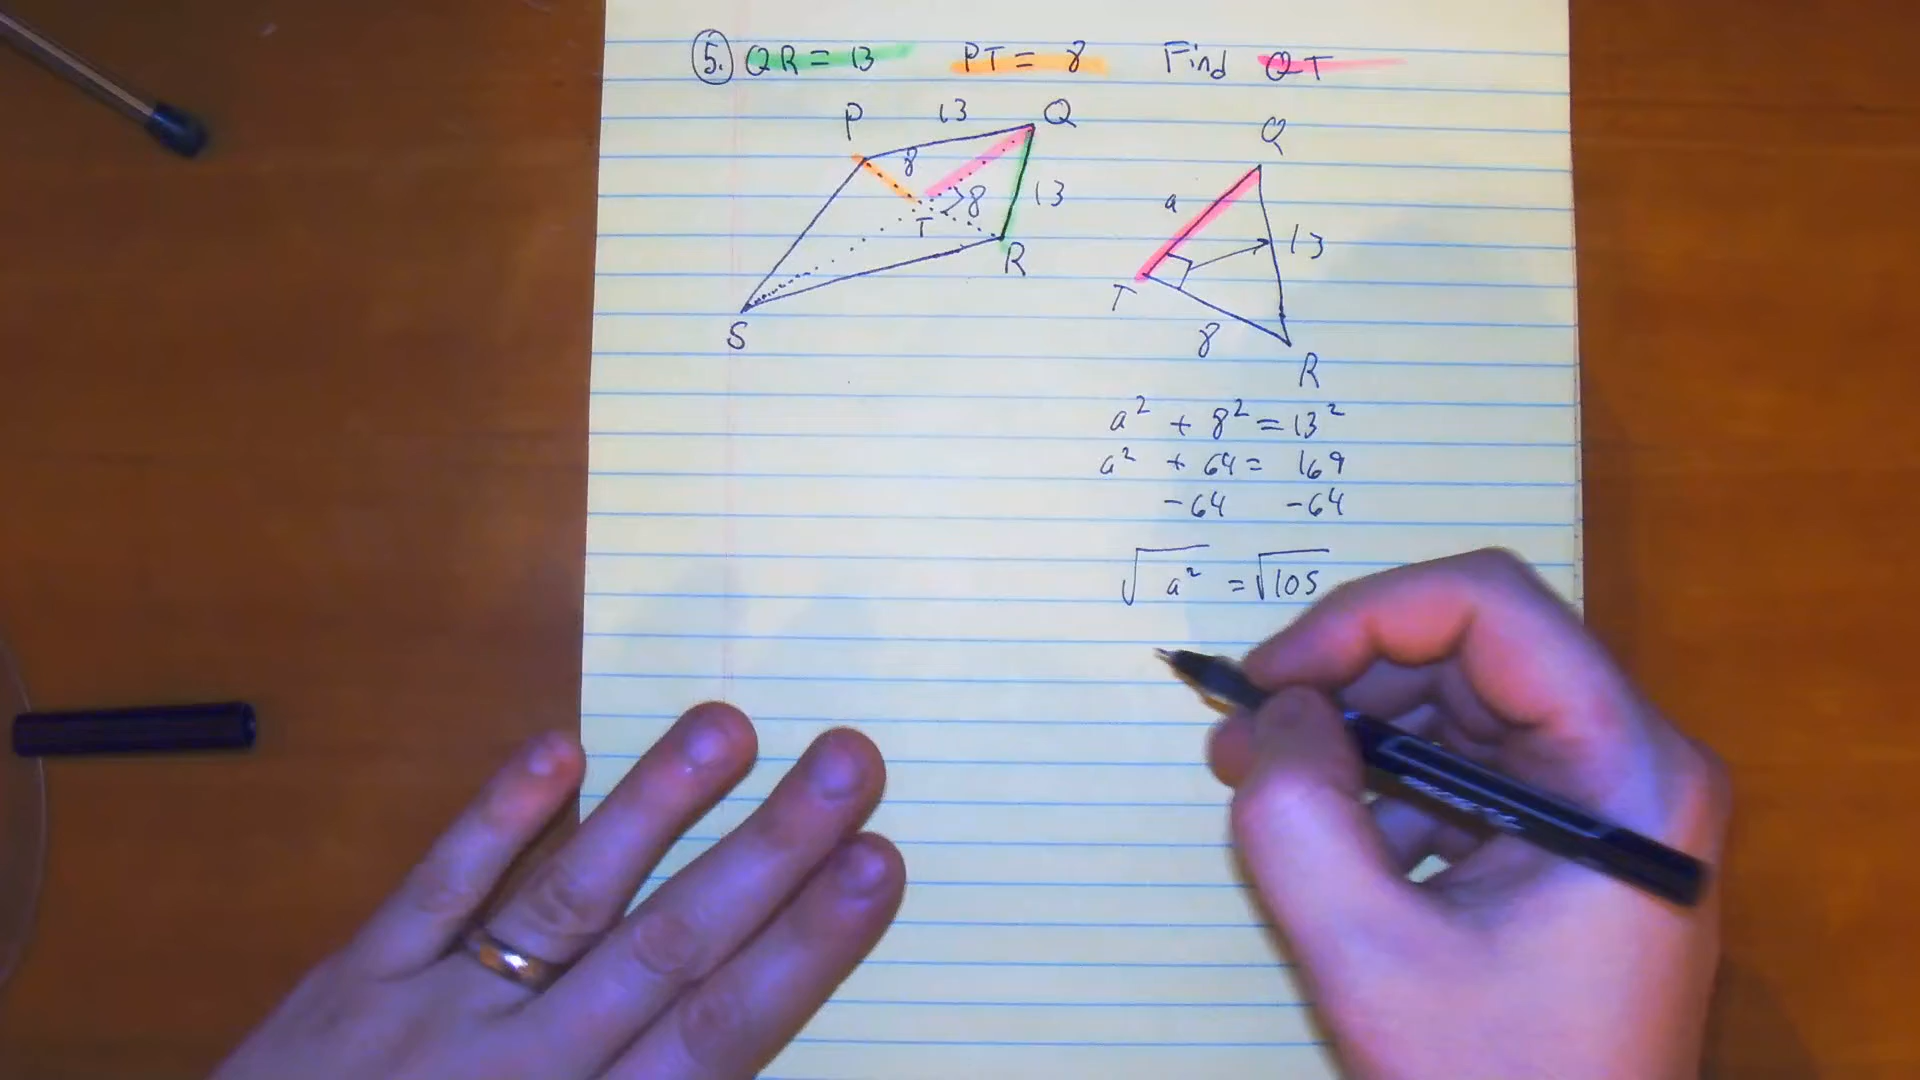 5. QR = 13 PT = 8 Find QT
P 13 Q
8
8 13
T
R
S
Q
a
13
T
8
R
a² + 8² = 13²
a² + 64 = 169
-64 -64
√a² = √105